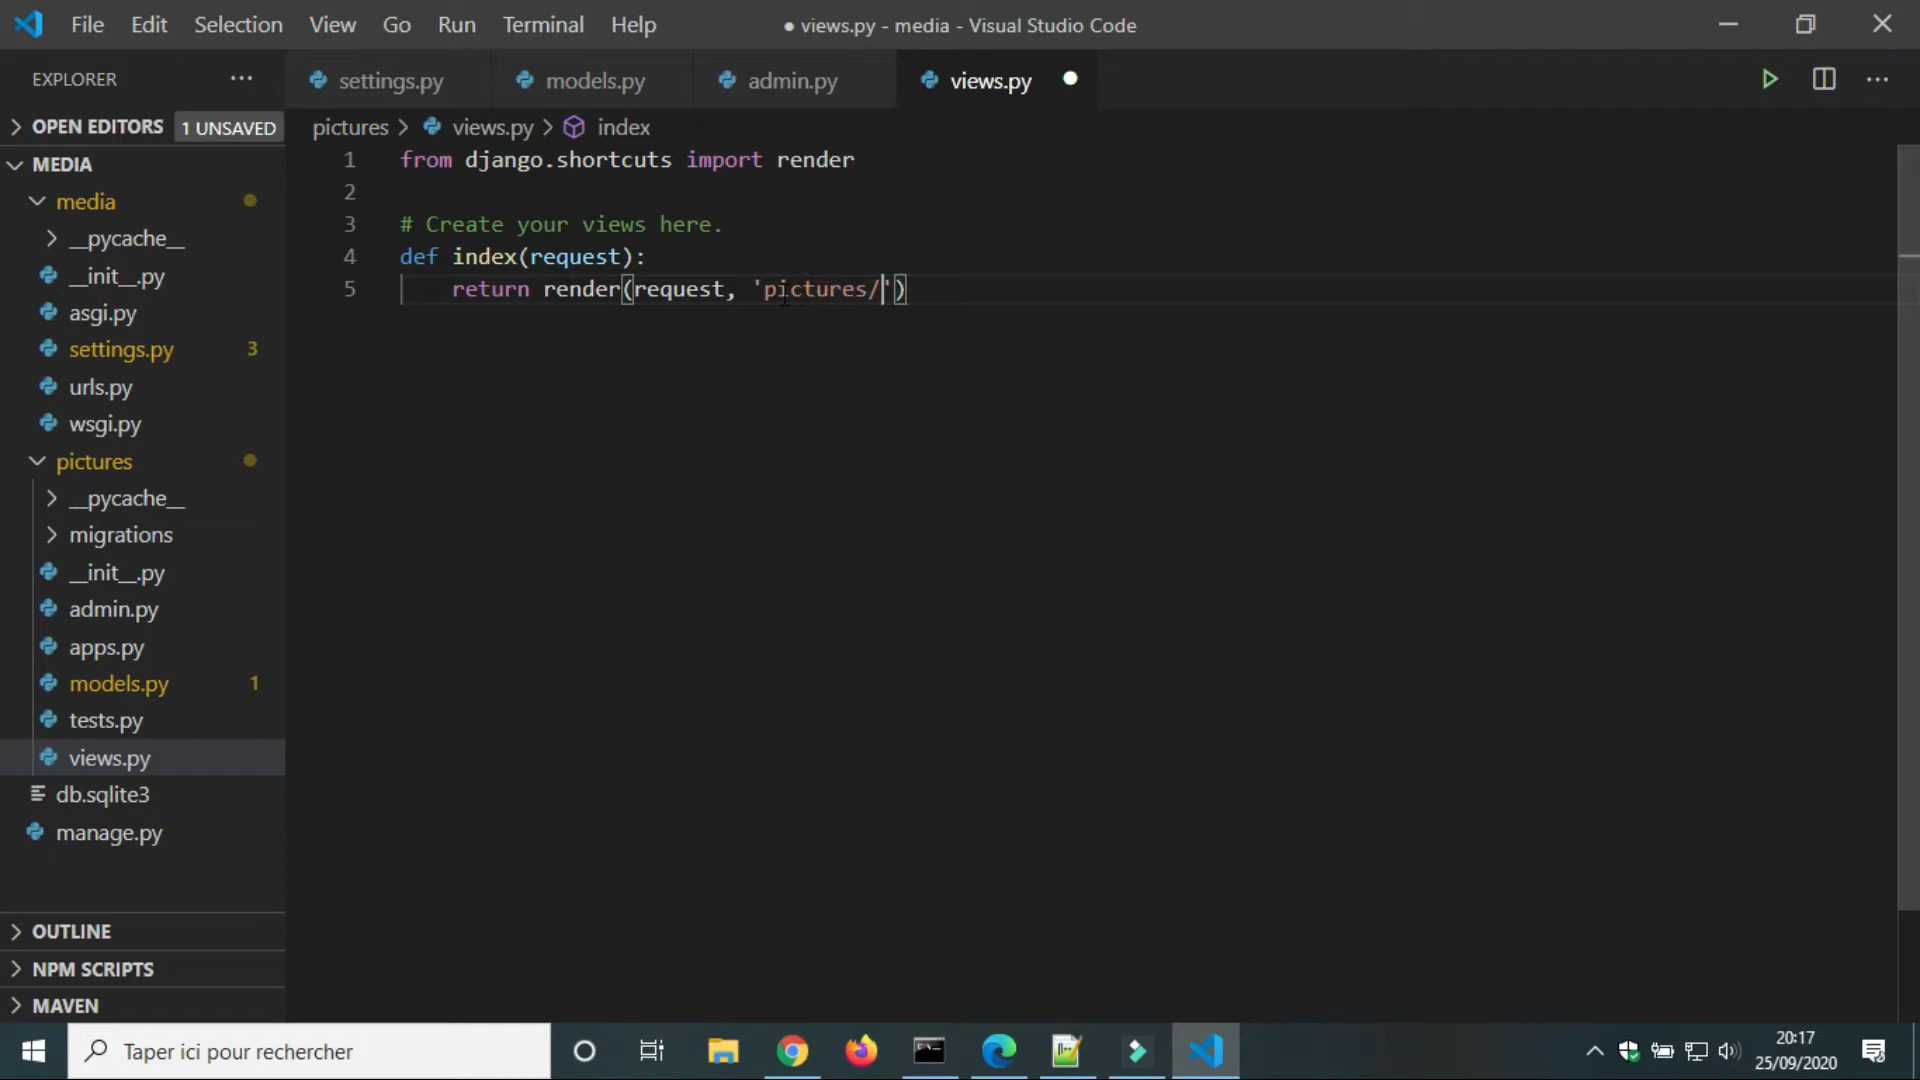 File Edit Selection View Go Run Terminal Help ● views.py - media - Visual Studio Code
EXPLORER ··· settings.py models.py admin.py views.py ● ···
OPEN EDITORS 1 UNSAVED
pictures > views.py > index
MEDIA
media
__pycache__
__init__.py
asgi.py
settings.py 3
urls.py
wsgi.py
pictures
__pycache__
migrations
__init__.py
admin.py
apps.py
models.py 1
tests.py
views.py
db.sqlite3
manage.py
OUTLINE
NPM SCRIPTS
MAVEN
1 from django.shortcuts import render
2
3 # Create your views here.
4 def index(request):
5 return render(request, 'pictures/')
Taper ici pour rechercher
20:17
25/09/2020